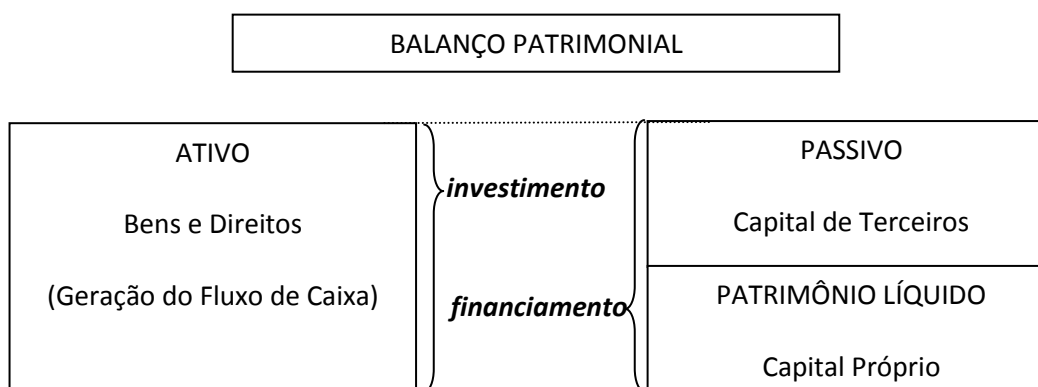 BALANÇO PATRIMONIAL
ATIVO
Bens e Direitos
(Geração do Fluxo de Caixa)
investimento
financiamento
PASSIVO
Capital de Terceiros
PATRIMÔNIO LÍQUIDO
Capital Próprio